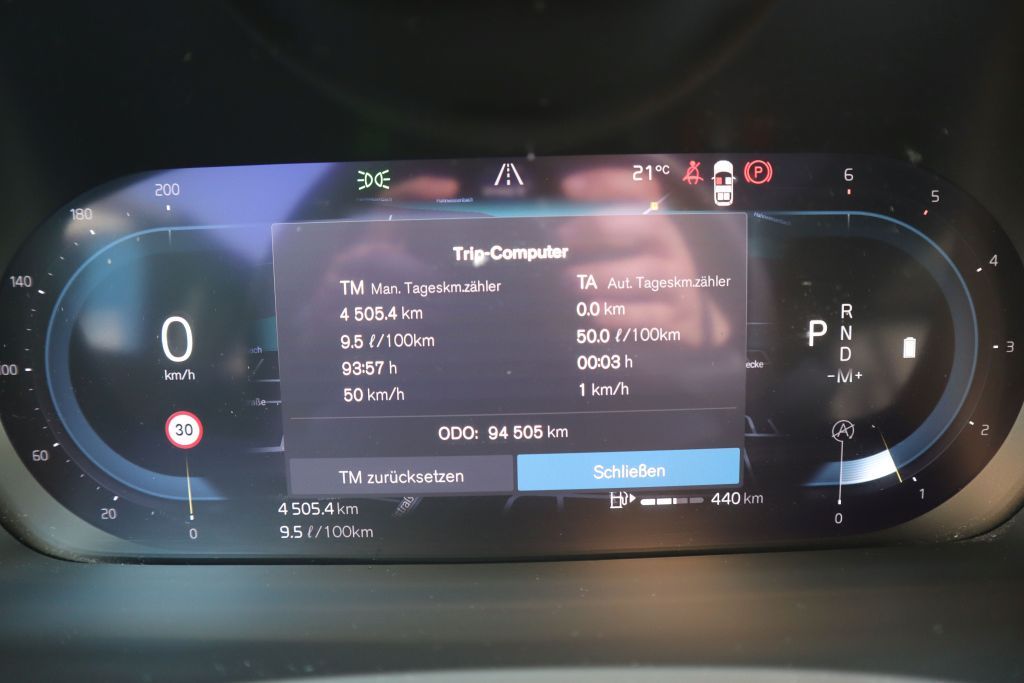 200
180
140
100
60
20
0
0
km/h
30
21°C
P
6
5
4
3
2
1
0
Trip-Computer
TM Man. Tageskm.zähler
4 505.4 km
9.5 ℓ/100km
93:57 h
50 km/h
TA Aut. Tageskm.zähler
0.0 km
50.0 ℓ/100km
00:03 h
1 km/h
ODO: 94 505 km
TM zurücksetzen
Schließen
4 505.4 km
9.5 ℓ/100km
440 km
P
R
N
D
-M+
A